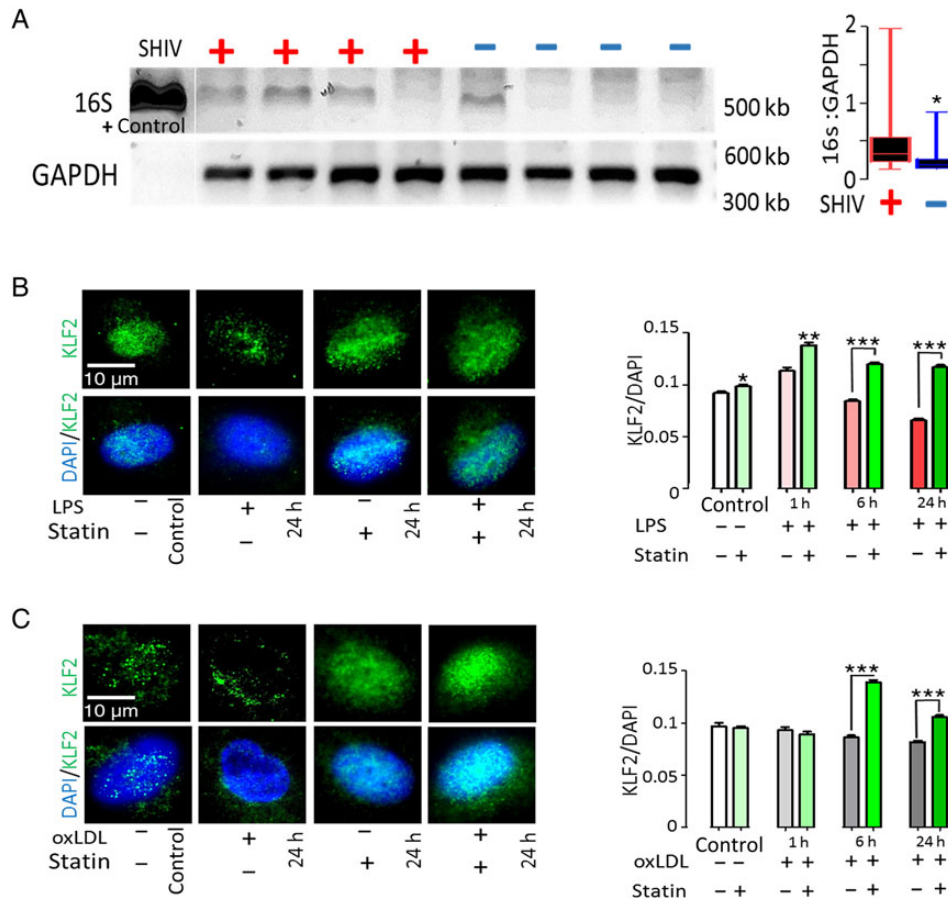 A
SHIV + + + + − − − −
16S
+ Control
500 kb
GAPDH
600 kb
300 kb
16s :GAPDH
2
1
0
*
SHIV + −
B
KLF2
10 µm
DAPI/KLF2
LPS − + − +
Statin − − + +
Control 24 h 24 h 24 h
KLF2/DAPI
0.15
0.1
0.05
0
* ** *** ***
Control 1 h 6 h 24 h
LPS − − + + + + + +
Statin − + − + − + − +
C
KLF2
10 µm
DAPI/KLF2
oxLDL − + − +
Statin − − + +
Control 24 h 24 h 24 h
KLF2/DAPI
0.15
0.1
0.05
0
*** ***
Control 1 h 6 h 24 h
oxLDL − − + + + + + +
Statin − + − + − + − +